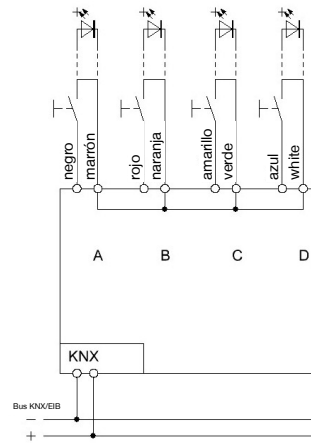 negro
marrón
rojo
naranja
amarillo
verde
azul
white
A
B
C
D
KNX
Bus KNX/EIB
−
+